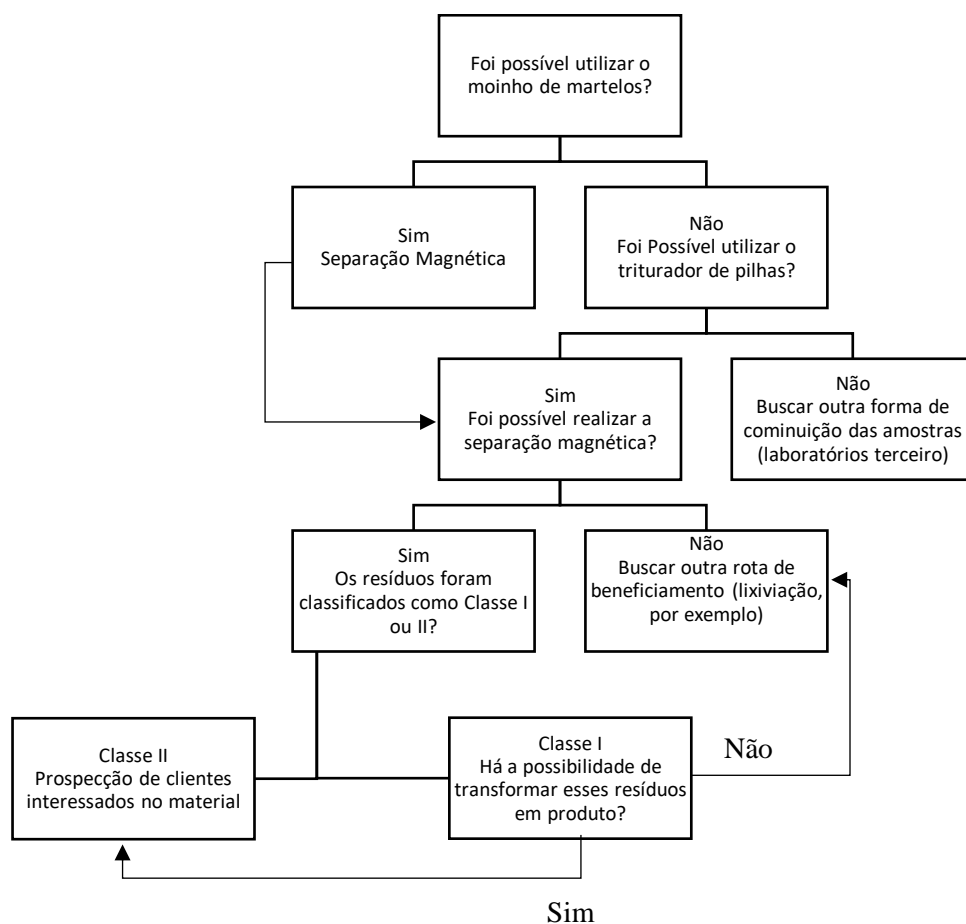 Foi possível utilizar o
moinho de martelos?
Sim
Separação Magnética
Não
Foi Possível utilizar o
triturador de pilhas?
Sim
Foi possível realizar a
separação magnética?
Não
Buscar outra forma de
cominuição das amostras
(laboratórios terceiro)
Sim
Os resíduos foram
classificados como Classe I
ou II?
Não
Buscar outra rota de
beneficiamento (lixiviação,
por exemplo)
Classe II
Prospecção de clientes
interessados no material
Classe I
Há a possibilidade de
transformar esses resíduos
em produto?
Não
Sim